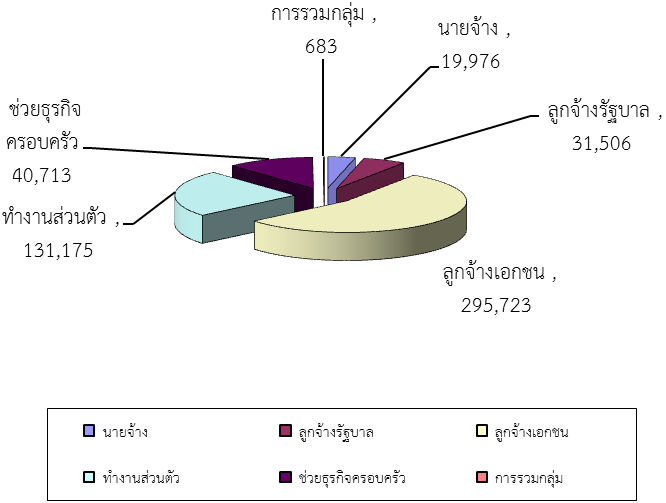 การรวมกลุ่ม ,
683
นายจ้าง ,
19,976
ลูกจ้างรัฐบาล ,
31,506
ช่วยธุรกิจ
ครอบครัว
40,713
ทำงานส่วนตัว ,
131,175
ลูกจ้างเอกชน ,
295,723
นายจ้าง ลูกจ้างรัฐบาล ลูกจ้างเอกชน
ทำงานส่วนตัว ช่วยธุรกิจครอบครัว การรวมกลุ่ม